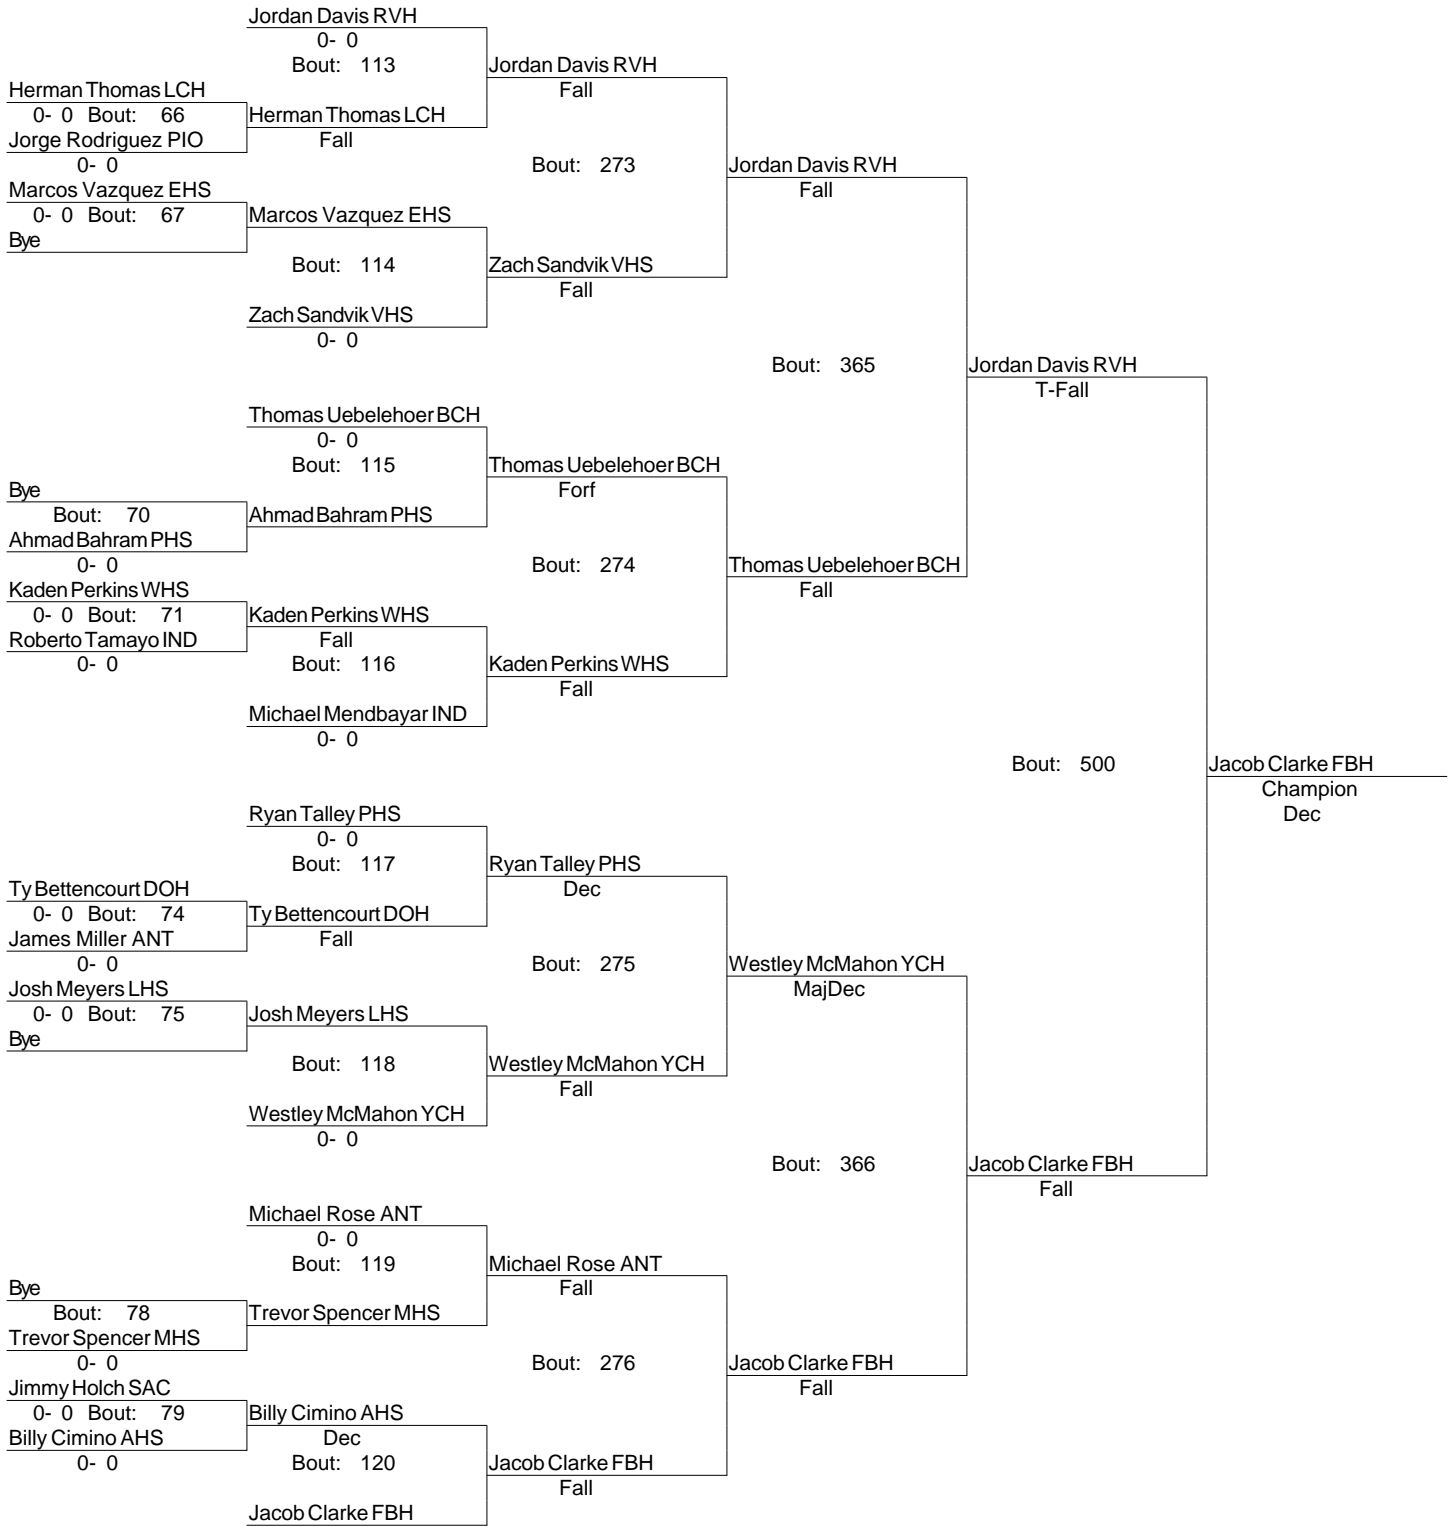 Jordan Davis RVH
0- 0
Bout: 113
Jordan Davis RVH
Fall
Herman Thomas LCH
0- 0 Bout: 66
Herman Thomas LCH
Fall
Jorge Rodriguez PIO
0- 0
Bout: 273
Jordan Davis RVH
Fall
Marcos Vazquez EHS
0- 0 Bout: 67
Marcos Vazquez EHS
Bye
Bout: 114
Zach Sandvik VHS
Fall
Zach Sandvik VHS
0- 0
Bout: 365
Jordan Davis RVH
T-Fall
Thomas Uebelehoer BCH
0- 0
Bout: 115
Thomas Uebelehoer BCH
Forf
Bye
Bout: 70
Ahmad Bahram PHS
Ahmad Bahram PHS
0- 0
Bout: 274
Thomas Uebelehoer BCH
Fall
Kaden Perkins WHS
0- 0 Bout: 71
Kaden Perkins WHS
Fall
Roberto Tamayo IND
0- 0
Bout: 116
Kaden Perkins WHS
Fall
Michael Mendbayar IND
0- 0
Bout: 500
Jacob Clarke FBH
Champion
Dec
Ryan Talley PHS
0- 0
Bout: 117
Ryan Talley PHS
Dec
Ty Bettencourt DOH
0- 0 Bout: 74
Ty Bettencourt DOH
Fall
James Miller ANT
0- 0
Bout: 275
Westley McMahon YCH
MajDec
Josh Meyers LHS
0- 0 Bout: 75
Josh Meyers LHS
Bye
Bout: 118
Westley McMahon YCH
Fall
Westley McMahon YCH
0- 0
Bout: 366
Jacob Clarke FBH
Fall
Michael Rose ANT
0- 0
Bout: 119
Michael Rose ANT
Fall
Bye
Bout: 78
Trevor Spencer MHS
Trevor Spencer MHS
0- 0
Bout: 276
Jacob Clarke FBH
Fall
Jimmy Holch SAC
0- 0 Bout: 79
Billy Cimino AHS
Dec
Billy Cimino AHS
0- 0
Bout: 120
Jacob Clarke FBH
Fall
Jacob Clarke FBH